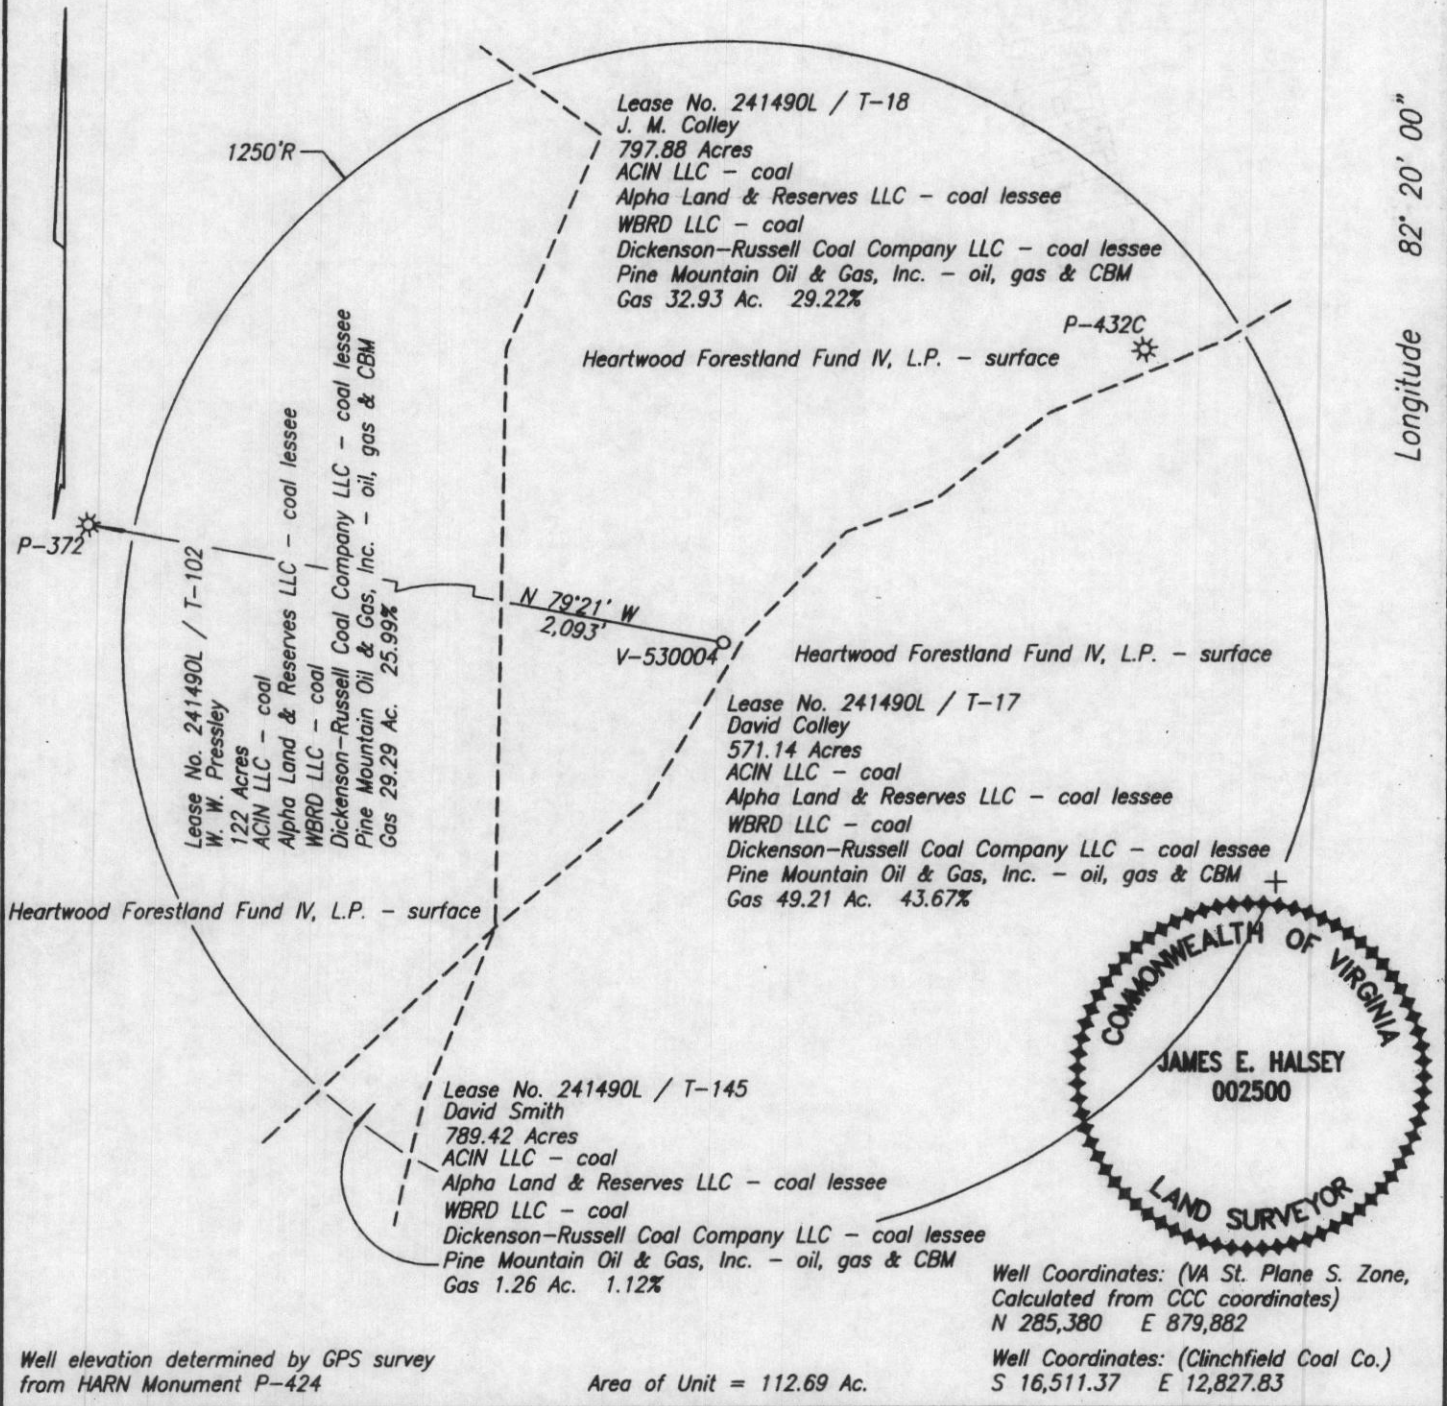 1250'R
Lease No. 241490L / T-18
J. M. Colley
797.88 Acres
ACIN LLC – coal
Alpha Land & Reserves LLC – coal lessee
WBRD LLC – coal
Dickenson–Russell Coal Company LLC – coal lessee
Pine Mountain Oil & Gas, Inc. – oil, gas & CBM
Gas 32.93 Ac. 29.22%
Heartwood Forestland Fund IV, L.P. – surface
P–432C
Longitude 82° 20' 00"
P–372
Lease No. 241490L / T–102
W. W. Pressley
122 Acres
ACIN LLC – coal
Alpha Land & Reserves LLC – coal lessee
WBRD LLC – coal
Dickenson–Russell Coal Company LLC – coal lessee
Pine Mountain Oil & Gas, Inc. – oil, gas & CBM
Gas 29.29 Ac. 25.99%
N 79°21' W
2,093'
V–530004
Heartwood Forestland Fund IV, L.P. – surface
Lease No. 241490L / T–17
David Colley
571.14 Acres
ACIN LLC – coal
Alpha Land & Reserves LLC – coal lessee
WBRD LLC – coal
Dickenson–Russell Coal Company LLC – coal lessee
Pine Mountain Oil & Gas, Inc. – oil, gas & CBM
Gas 49.21 Ac. 43.67%
Heartwood Forestland Fund IV, L.P. – surface
COMMONWEALTH OF VIRGINIA
JAMES E. HALSEY
002500
LAND SURVEYOR
Lease No. 241490L / T–145
David Smith
789.42 Acres
ACIN LLC – coal
Alpha Land & Reserves LLC – coal lessee
WBRD LLC – coal
Dickenson–Russell Coal Company LLC – coal lessee
Pine Mountain Oil & Gas, Inc. – oil, gas & CBM
Gas 1.26 Ac. 1.12%
Well Coordinates: (VA St. Plane S. Zone,
Calculated from CCC coordinates)
N 285,380 E 879,882
Well Coordinates: (Clinchfield Coal Co.)
S 16,511.37 E 12,827.83
Well elevation determined by GPS survey
from HARN Monument P–424
Area of Unit = 112.69 Ac.